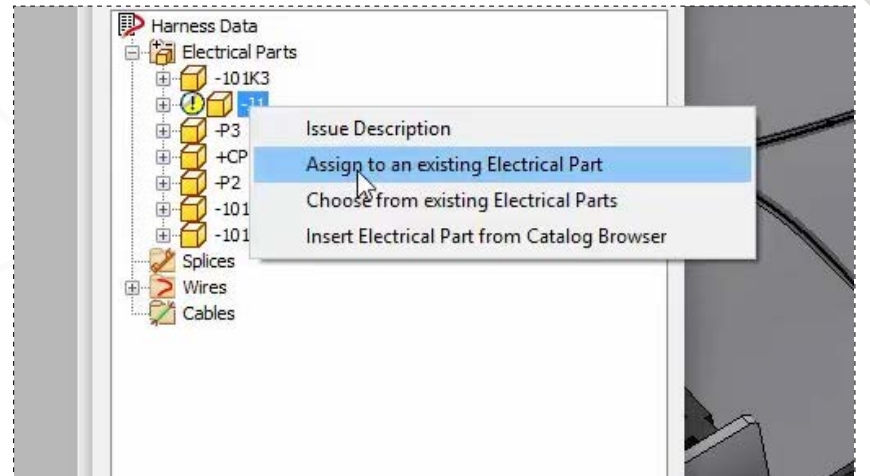 Harness Data
Electrical Parts
-101K3
-J1
-P3
+CP
-P2
-101
-101
Splices
Wires
Cables
Issue Description
Assign to an existing Electrical Part
Choose from existing Electrical Parts
Insert Electrical Part from Catalog Browser